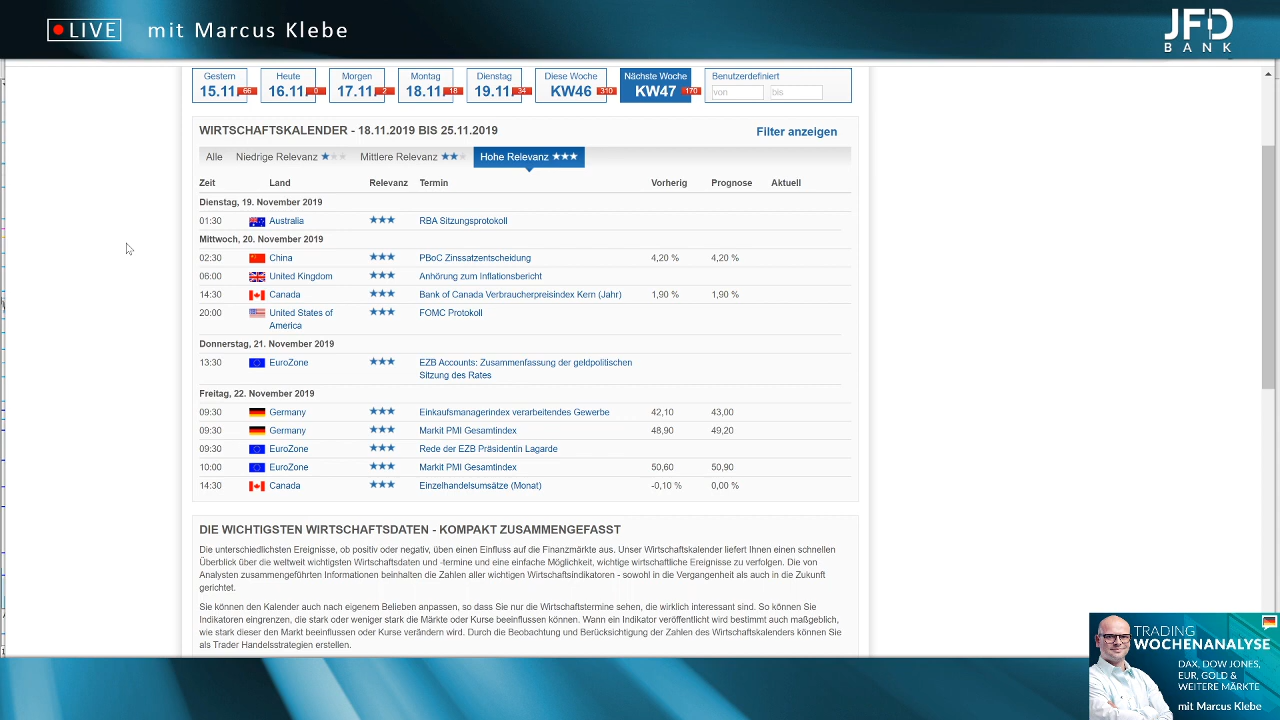 LIVE mit Marcus Klebe
JFD
BANK
Gestern Heute Morgen Montag Dienstag Diese Woche Nächste Woche Benutzerdefiniert
15.11. 66 16.11. 0 17.11. 2 18.11. 18 19.11. 34 KW46 310 KW47 170 von bis
WIRTSCHAFTSKALENDER - 18.11.2019 BIS 25.11.2019 Filter anzeigen
Alle Niedrige Relevanz Mittlere Relevanz Hohe Relevanz
Zeit Land Relevanz Termin Vorherig Prognose Aktuell
Dienstag, 19. November 2019
01:30 Australia RBA Sitzungsprotokoll
Mittwoch, 20. November 2019
02:30 China PBoC Zinssatzentscheidung 4,20 % 4,20 %
06:00 United Kingdom Anhörung zum Inflationsbericht
14:30 Canada Bank of Canada Verbraucherpreisindex Kern (Jahr) 1,90 % 1,90 %
20:00 United States of FOMC Protokoll
America
Donnerstag, 21. November 2019
13:30 EuroZone EZB Accounts: Zusammenfassung der geldpolitischen
Sitzung des Rates
Freitag, 22. November 2019
09:30 Germany Einkaufsmanagerindex verarbeitendes Gewerbe 42,10 43,00
09:30 Germany Markit PMI Gesamtindex 48,90 49,20
09:30 EuroZone Rede der EZB Präsidentin Lagarde
10:00 EuroZone Markit PMI Gesamtindex 50,60 50,90
14:30 Canada Einzelhandelsumsätze (Monat) -0,10 % 0,00 %
DIE WICHTIGSTEN WIRTSCHAFTSDATEN - KOMPAKT ZUSAMMENGEFASST
Die unterschiedlichsten Ereignisse, ob positiv oder negativ, üben einen Einfluss auf die Finanzmärkte aus. Unser Wirtschaftskalender liefert Ihnen einen schnellen
Überblick über die weltweit wichtigsten Wirtschaftsdaten und -termine und eine einfache Möglichkeit, wichtige wirtschaftliche Ereignisse zu verfolgen. Die von
Analysten zusammengeführten Informationen beinhalten die Zahlen aller wichtigen Wirtschaftsindikatoren - sowohl in die Vergangenheit als auch in die Zukunft
gerichtet.
Sie können den Kalender auch nach eigenem Belieben anpassen, so dass Sie nur die Wirtschaftstermine sehen, die wirklich interessant sind. So können Sie
Indikatoren eingrenzen, die stark oder weniger stark die Märkte oder Kurse beeinflussen können. Wann ein Indikator veröffentlicht wird bestimmt auch maßgeblich,
wie stark dieser den Markt beeinflussen oder Kurse verändern wird. Durch die Beobachtung und Berücksichtigung der Zahlen des Wirtschaftskalenders können Sie
als Trader Handelsstrategien erstellen.
TRADING
WOCHENANALYSE
DAX, DOW JONES,
EUR, GOLD &
WEITERE MÄRKTE
mit Marcus Klebe